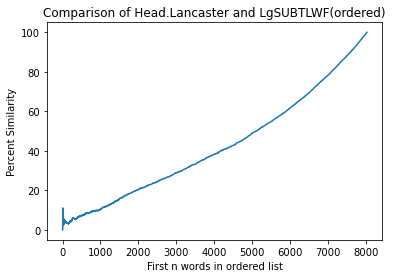 Comparison of Head.Lancaster and LgSUBTLWF(ordered)
100
80
60
40
20
0
Percent Similarity
0 1000 2000 3000 4000 5000 6000 7000 8000
First n words in ordered list